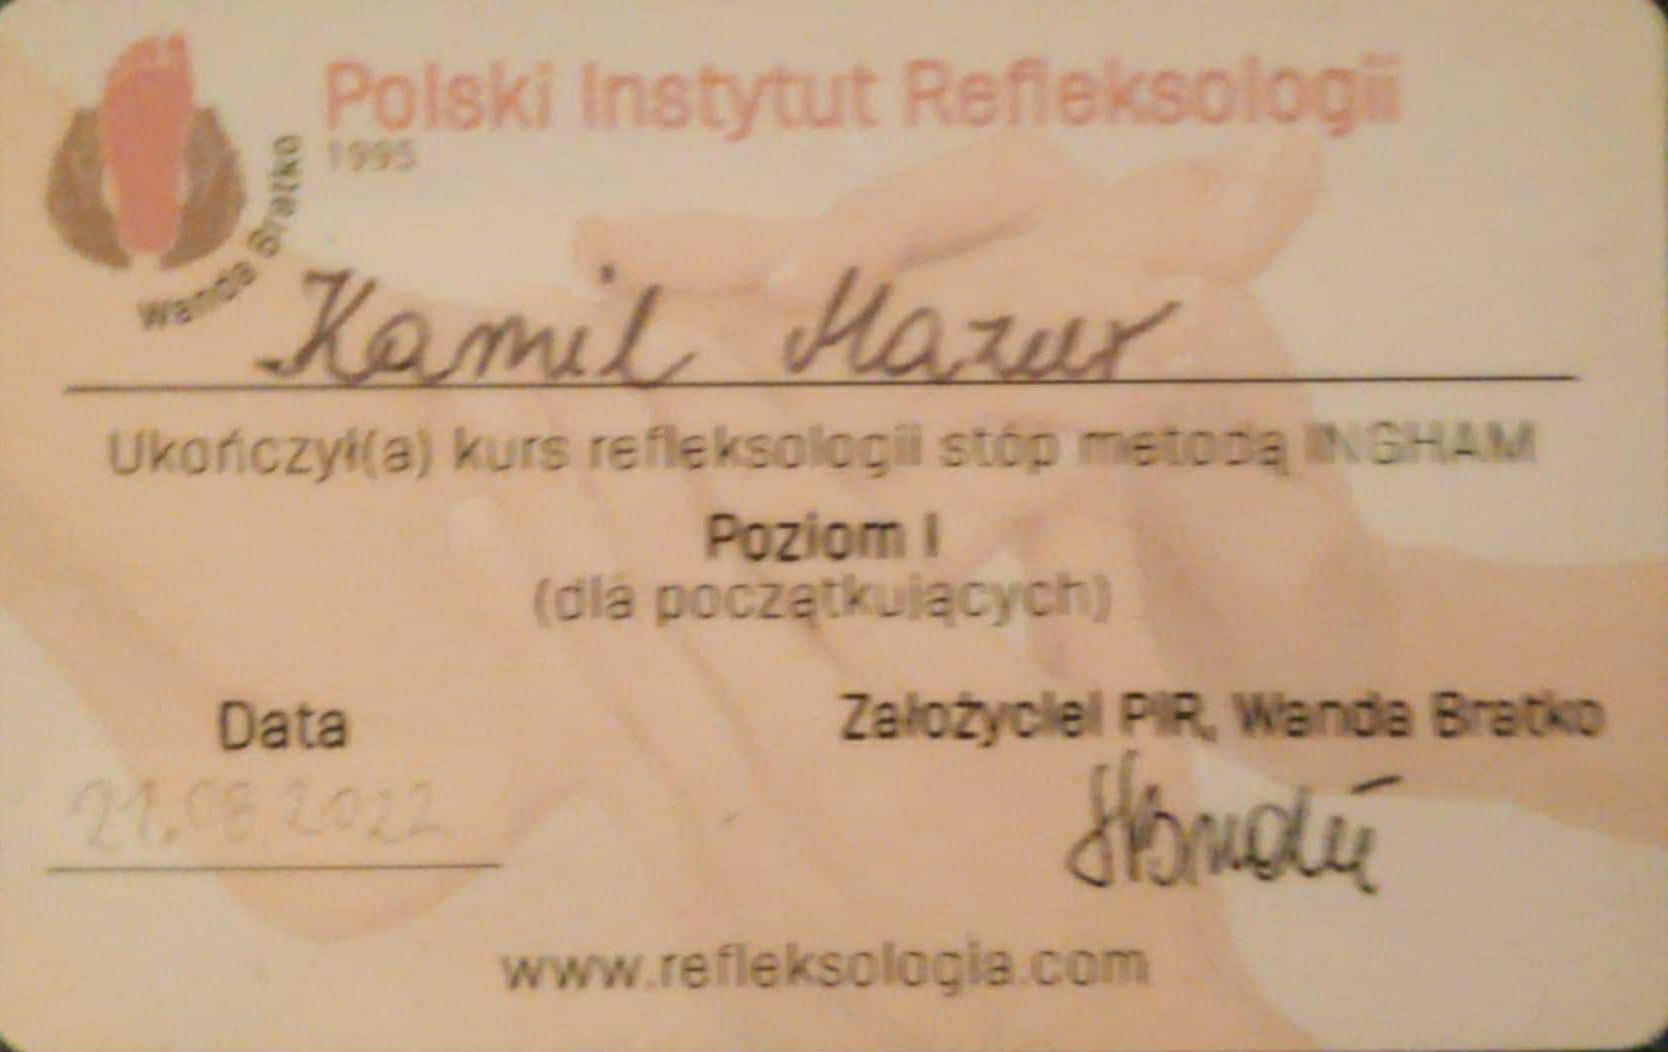 Polski Instytut Refleksologii
1995
Wanda Bratko
Kamil Mazur
Ukończył(a) kurs refleksologii stóp metodą INGHAM
Poziom I
(dla początkujących)
Data
Założyciel PIR, Wanda Bratko
21.08.2022
www.refleksologia.com